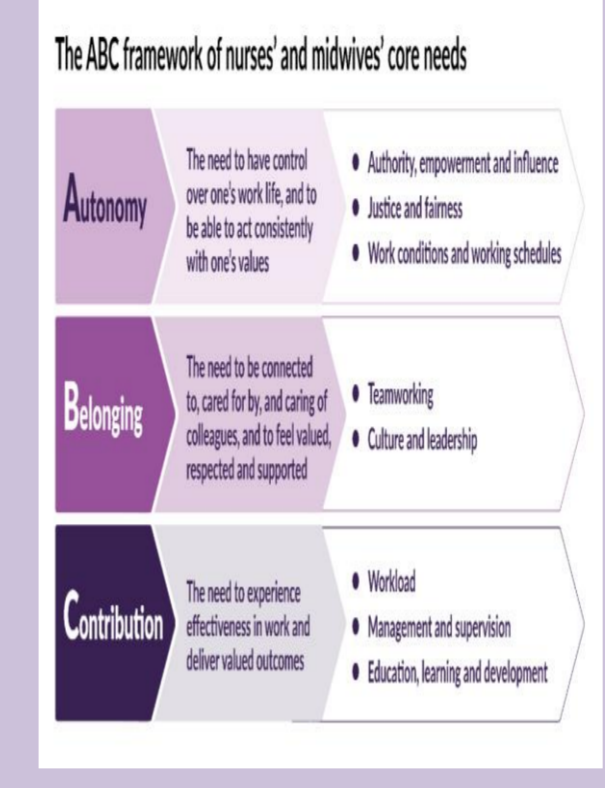 The ABC framework of nurses' and midwives' core needs
Autonomy
The need to have control
over one's work life, and to
be able to act consistently
with one's values
● Authority, empowerment and influence
● Justice and fairness
● Work conditions and working schedules
Belonging
The need to be connected
to, cared for by, and caring of
colleagues, and to feel valued,
respected and supported
● Teamworking
● Culture and leadership
Contribution
The need to experience
effectiveness in work and
deliver valued outcomes
● Workload
● Management and supervision
● Education, learning and development